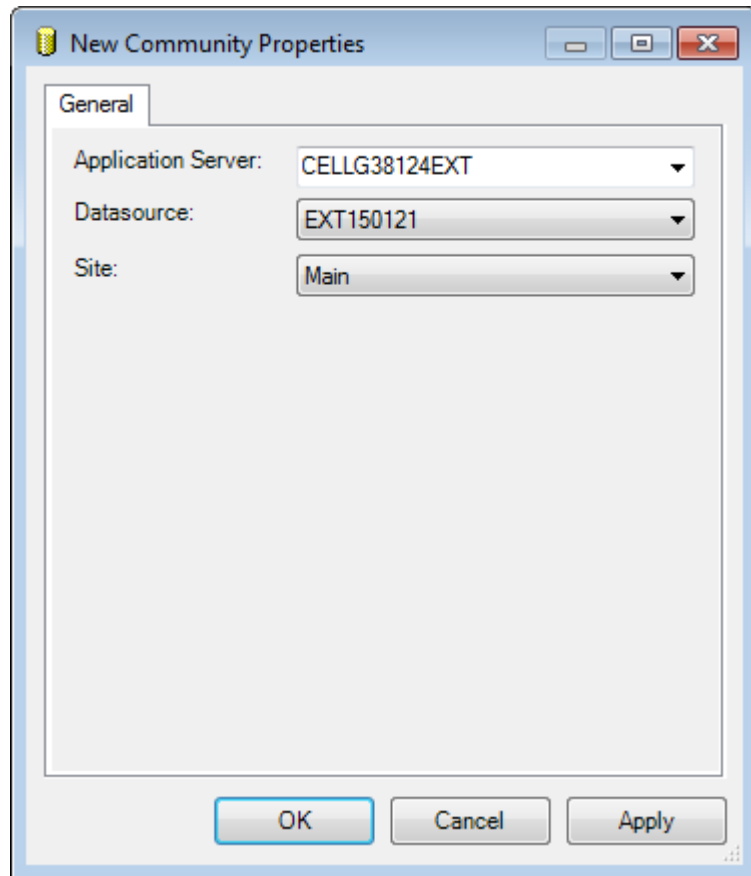 New Community Properties
General
Application Server: CELLG38124EXT
Datasource: EXT150121
Site: Main
OK Cancel Apply